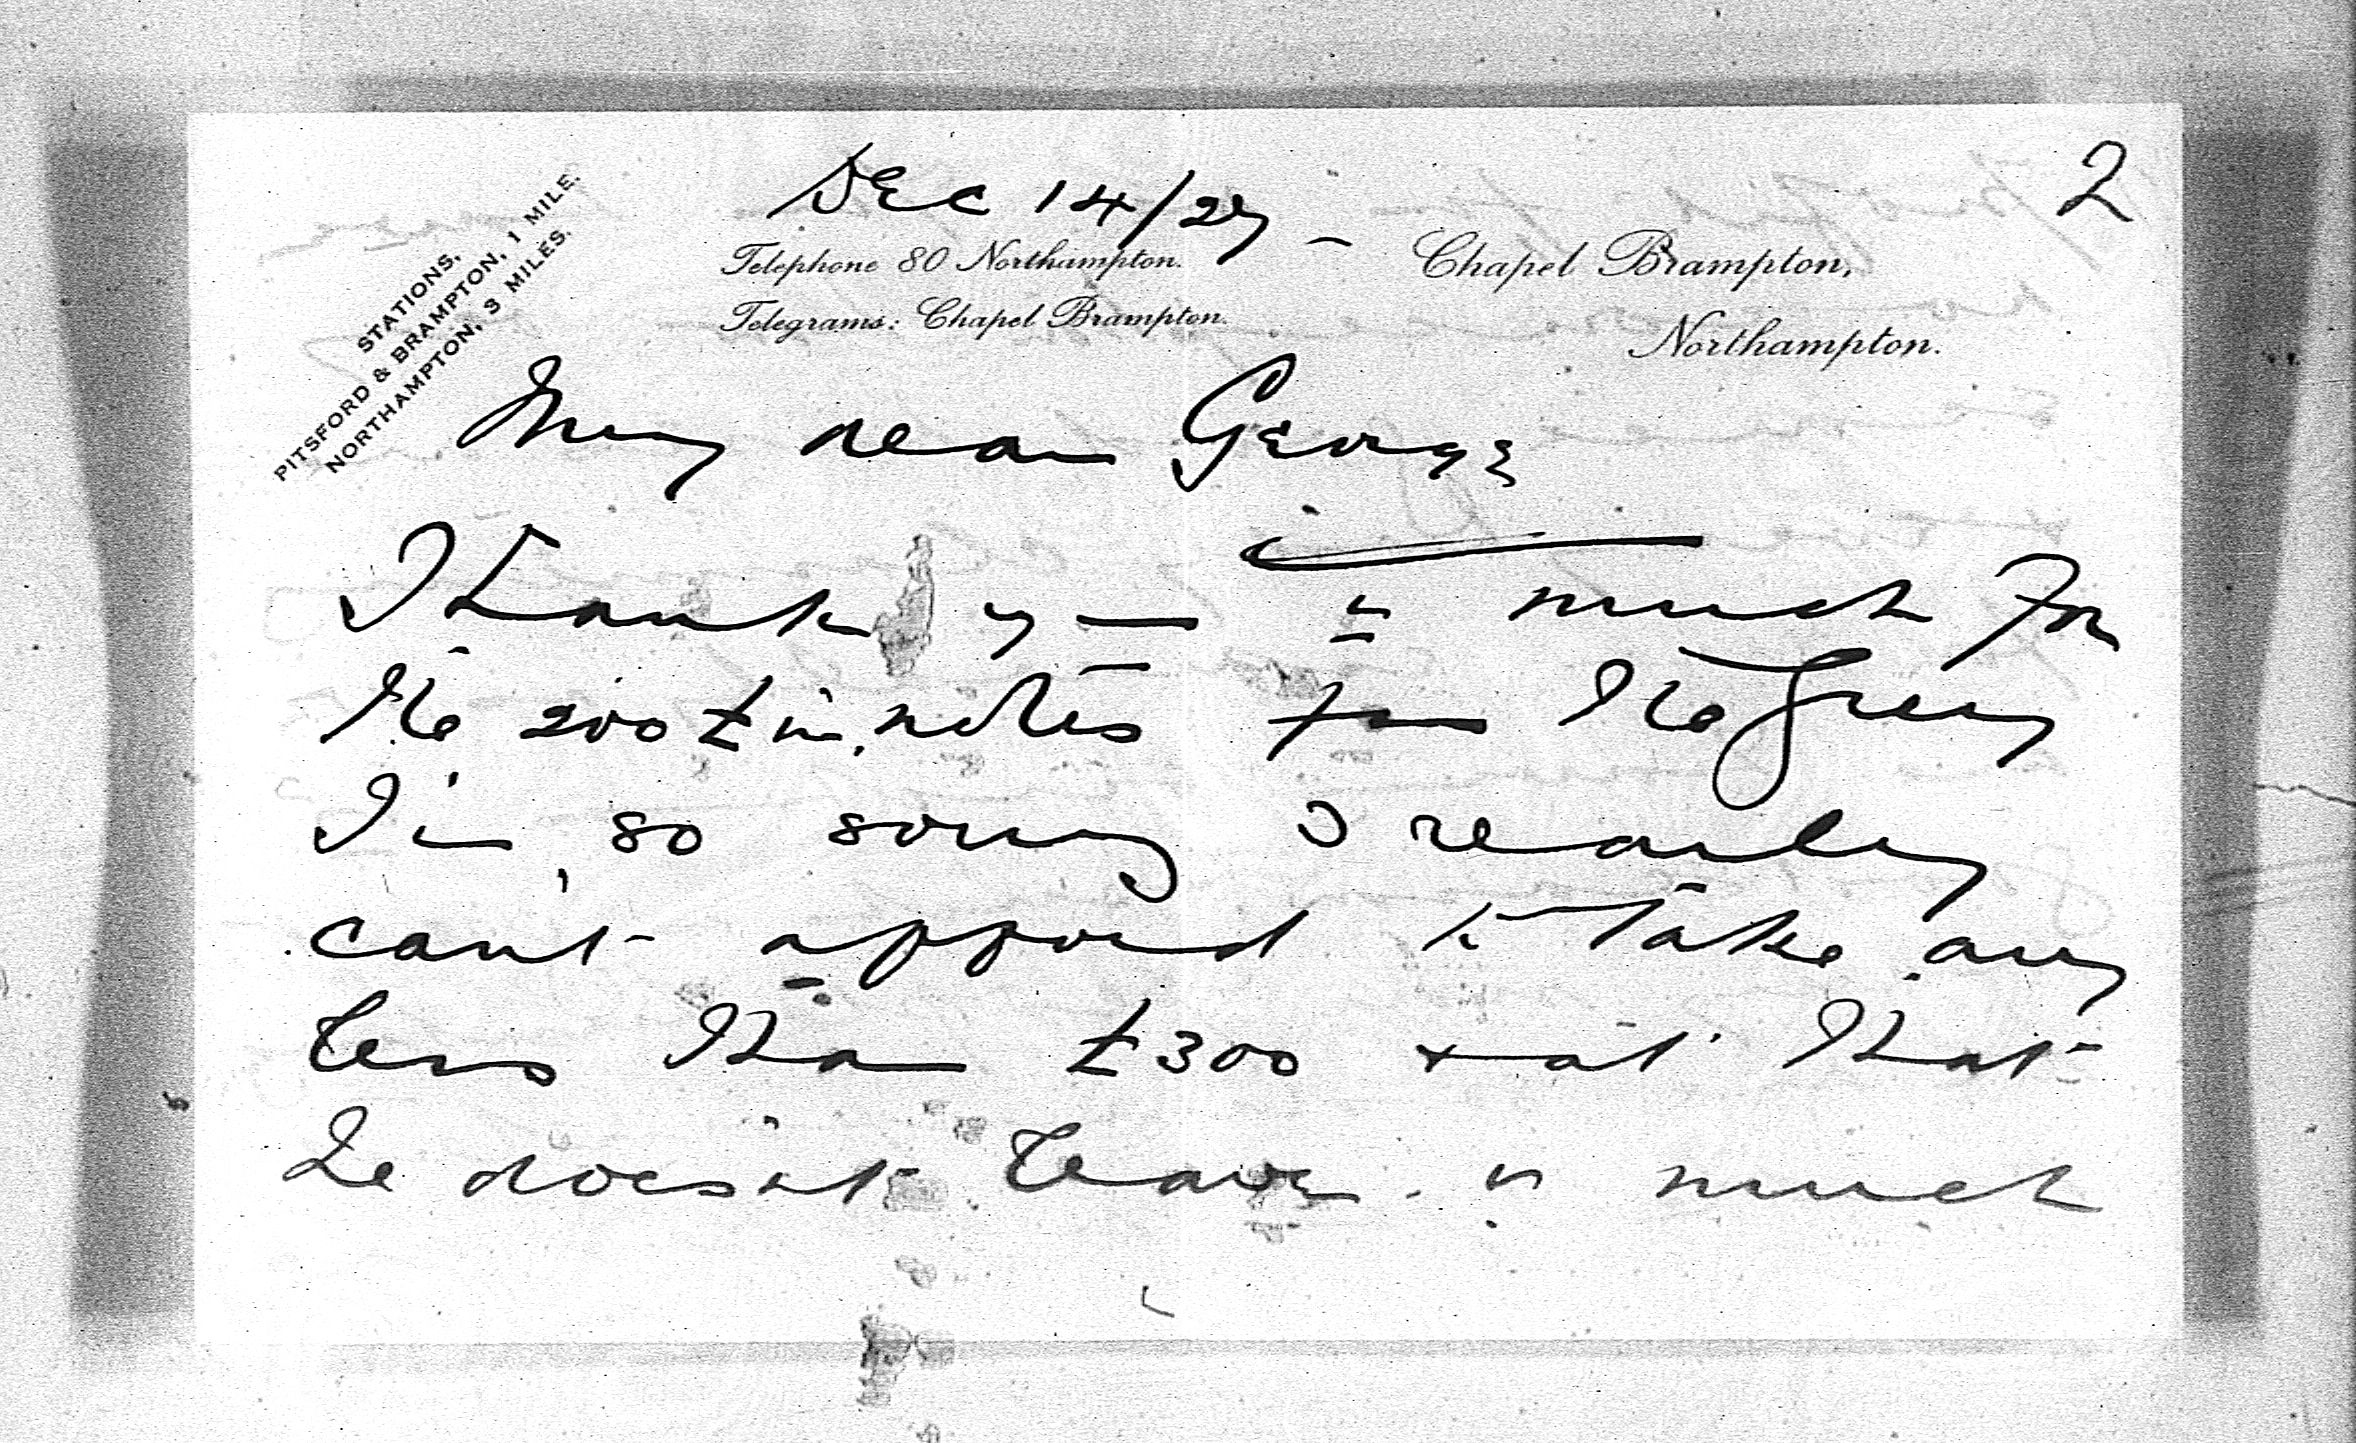 2
Dec 14/27 -
STATIONS,
PITSFORD & BRAMPTON, 1 MILE.
NORTHAMPTON, 3 MILES.
Telephone 80 Northampton.
Telegrams: Chapel Brampton.
Chapel Brampton,
Northampton.
My dear George
Thank you so much for
the 200 £ in notes for the Grey
I'm so sorry I really
can't afford to take any
less than £300 & at that
he doesn't leave so much